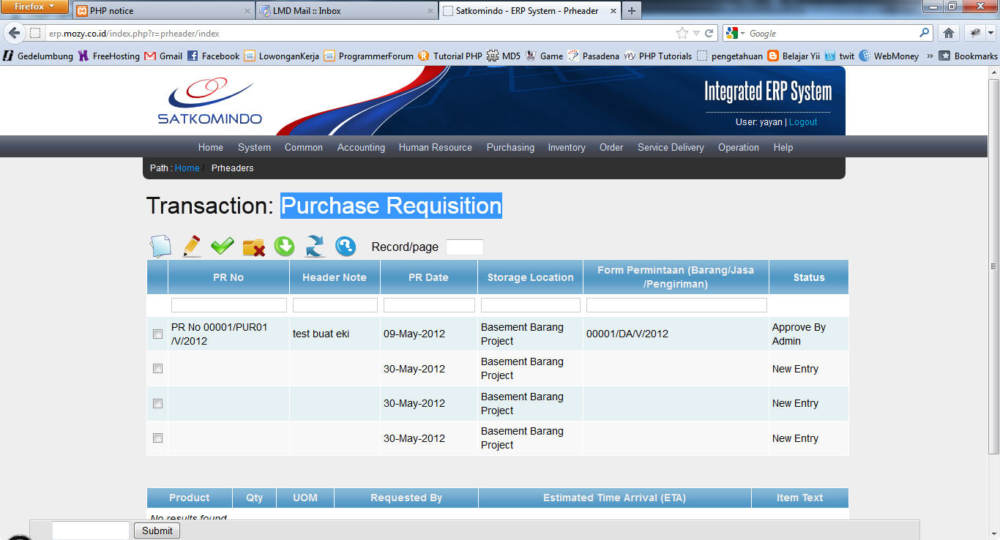 Firefox
PHP notice
LMD Mail :: Inbox
Satkomindo - ERP System - Prheader
erp.mozy.co.id/index.php?r=prheader/index
Google
Gedelumbung FreeHosting Gmail Facebook LowonganKerja ProgrammerForum Tutorial PHP MD5 Game Pasadena PHP Tutorials pengetahuan Belajar Yii twit WebMoney » Bookmarks
SATKOMINDO
Integrated ERP System
User: yayan | Logout
Home System Common Accounting Human Resource Purchasing Inventory Order Service Delivery Operation Help
Path : Home / Prheaders
Transaction: Purchase Requisition
Record/page
PR No Header Note PR Date Storage Location Form Permintaan (Barang/Jasa
/Pengiriman) Status
PR No 00001/PUR01
/V/2012 test buat eki 09-May-2012 Basement Barang
Project 00001/DA/V/2012 Approve By
Admin
30-May-2012 Basement Barang
Project New Entry
30-May-2012 Basement Barang
Project New Entry
30-May-2012 Basement Barang
Project New Entry
Product Qty UOM Requested By Estimated Time Arrival (ETA) Item Text
No results found
Submit